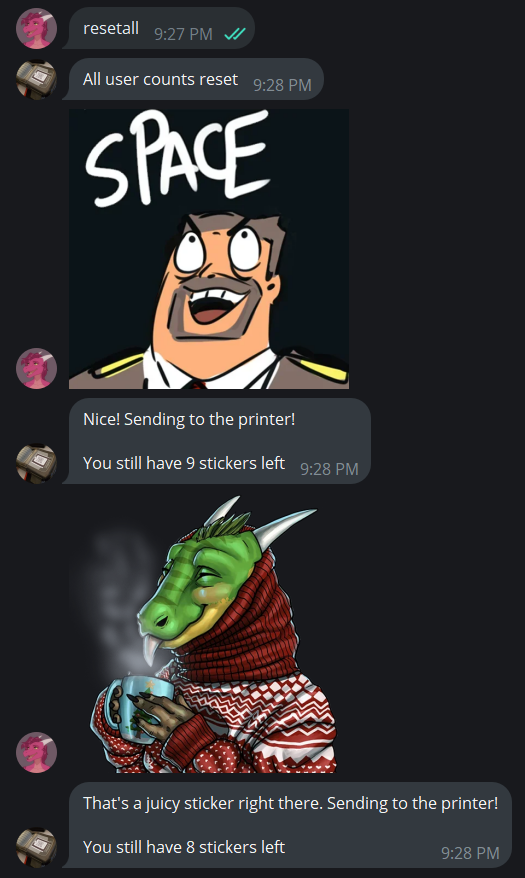 resetall 9:27 PM
All user counts reset 9:28 PM
SPACE
Nice! Sending to the printer!
You still have 9 stickers left 9:28 PM
That's a juicy sticker right there. Sending to the printer!
You still have 8 stickers left 9:28 PM